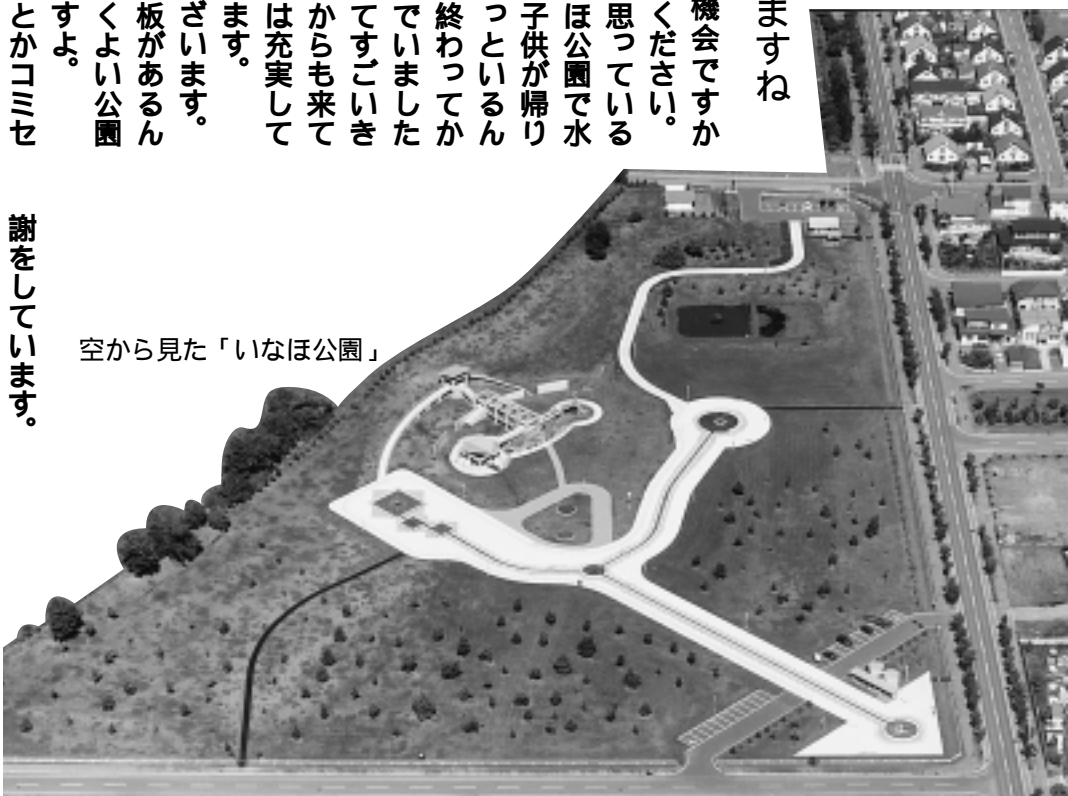 ますね
機会ですか
ください。
思っている
ほ公園で水
子供が帰り
っといるん
終わってか
でいました
てすごいき
からも来て
は充実して
ます。
ざいます。
板があるん
くよい公園
すよ。
とかコミセ
謝をしています。
空から見た「いなほ公園」